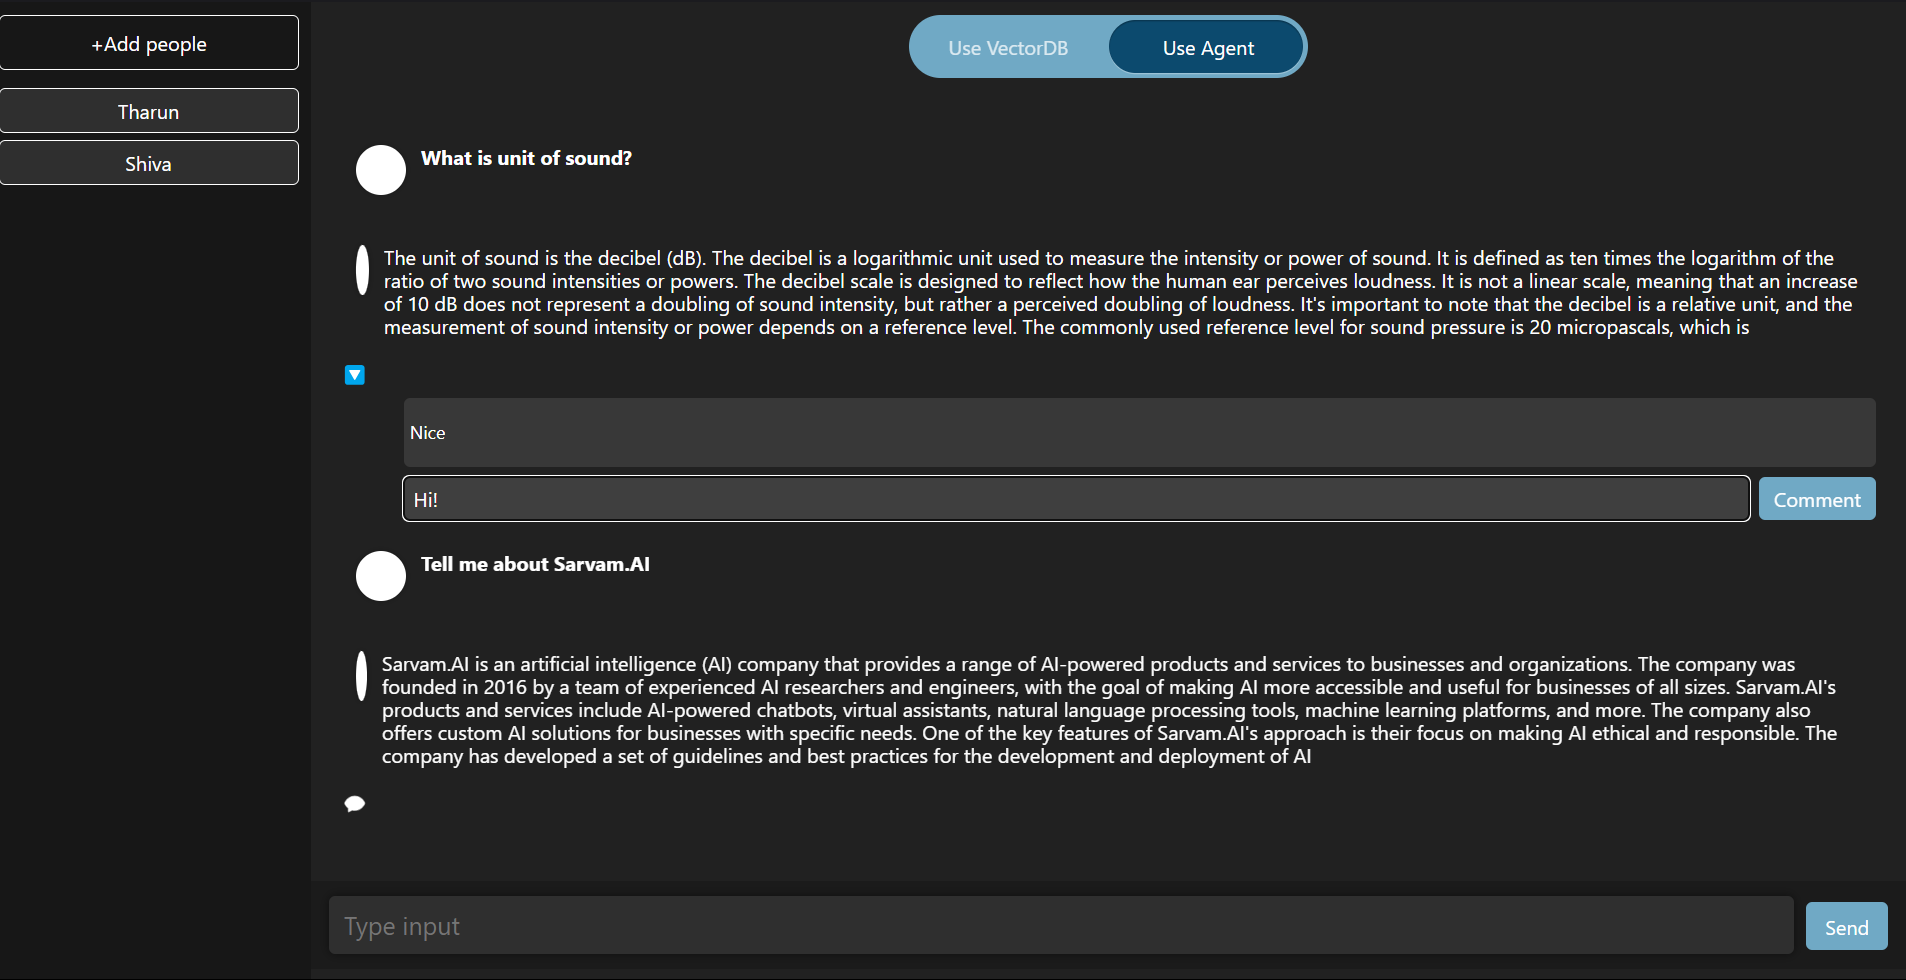 +Add people
Tharun
Shiva
Use VectorDB
Use Agent
What is unit of sound?
The unit of sound is the decibel (dB). The decibel is a logarithmic unit used to measure the intensity or power of sound. It is defined as ten times the logarithm of the
ratio of two sound intensities or powers. The decibel scale is designed to reflect how the human ear perceives loudness. It is not a linear scale, meaning that an increase
of 10 dB does not represent a doubling of sound intensity, but rather a perceived doubling of loudness. It's important to note that the decibel is a relative unit, and the
measurement of sound intensity or power depends on a reference level. The commonly used reference level for sound pressure is 20 micropascals, which is
Nice
Hi!
Comment
Tell me about Sarvam.AI
Sarvam.AI is an artificial intelligence (AI) company that provides a range of AI-powered products and services to businesses and organizations. The company was
founded in 2016 by a team of experienced AI researchers and engineers, with the goal of making AI more accessible and useful for businesses of all sizes. Sarvam.AI's
products and services include AI-powered chatbots, virtual assistants, natural language processing tools, machine learning platforms, and more. The company also
offers custom AI solutions for businesses with specific needs. One of the key features of Sarvam.AI's approach is their focus on making AI ethical and responsible. The
company has developed a set of guidelines and best practices for the development and deployment of AI
Type input
Send